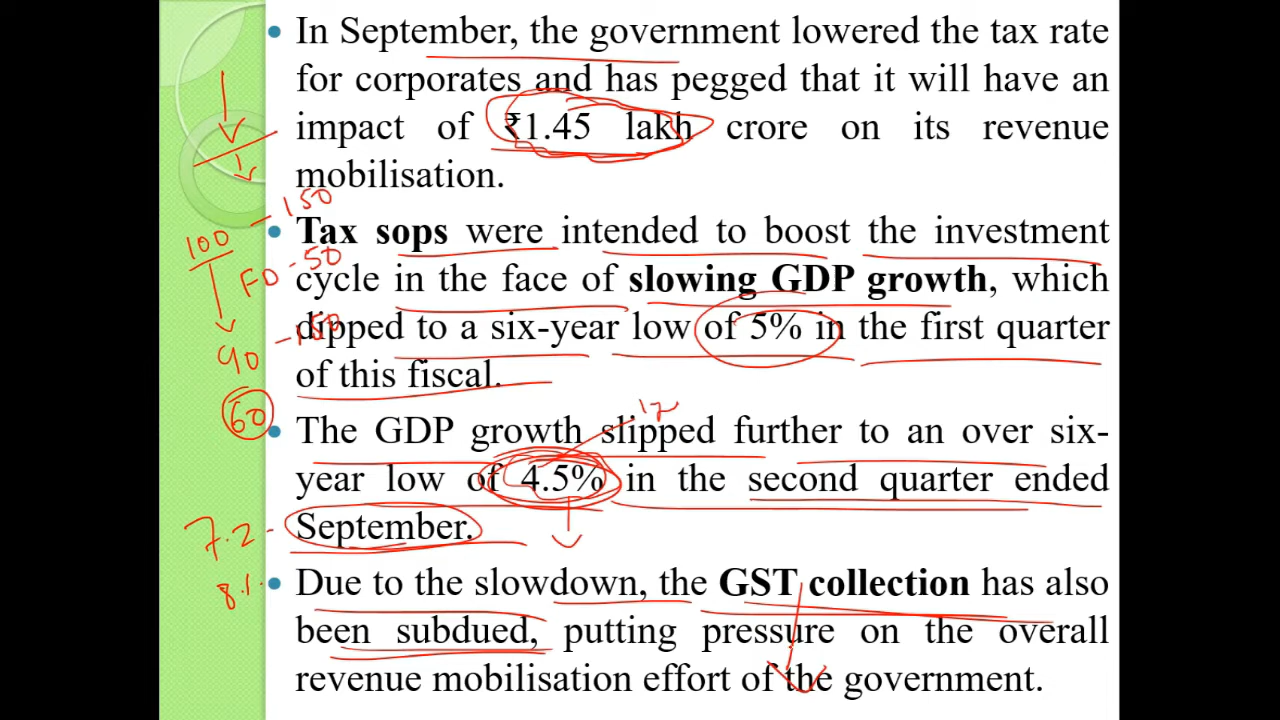 • In September, the government lowered the tax rate
for corporates and has pegged that it will have an
impact of ₹1.45 lakh crore on its revenue
mobilisation.
• Tax sops were intended to boost the investment
cycle in the face of slowing GDP growth, which
dipped to a six-year low of 5% in the first quarter
of this fiscal.
• The GDP growth slipped further to an over six-
year low of 4.5% in the second quarter ended
September.
• Due to the slowdown, the GST collection has also
been subdued, putting pressure on the overall
revenue mobilisation effort of the government.
100 - 150
FD - 50
90
60
7.2 -